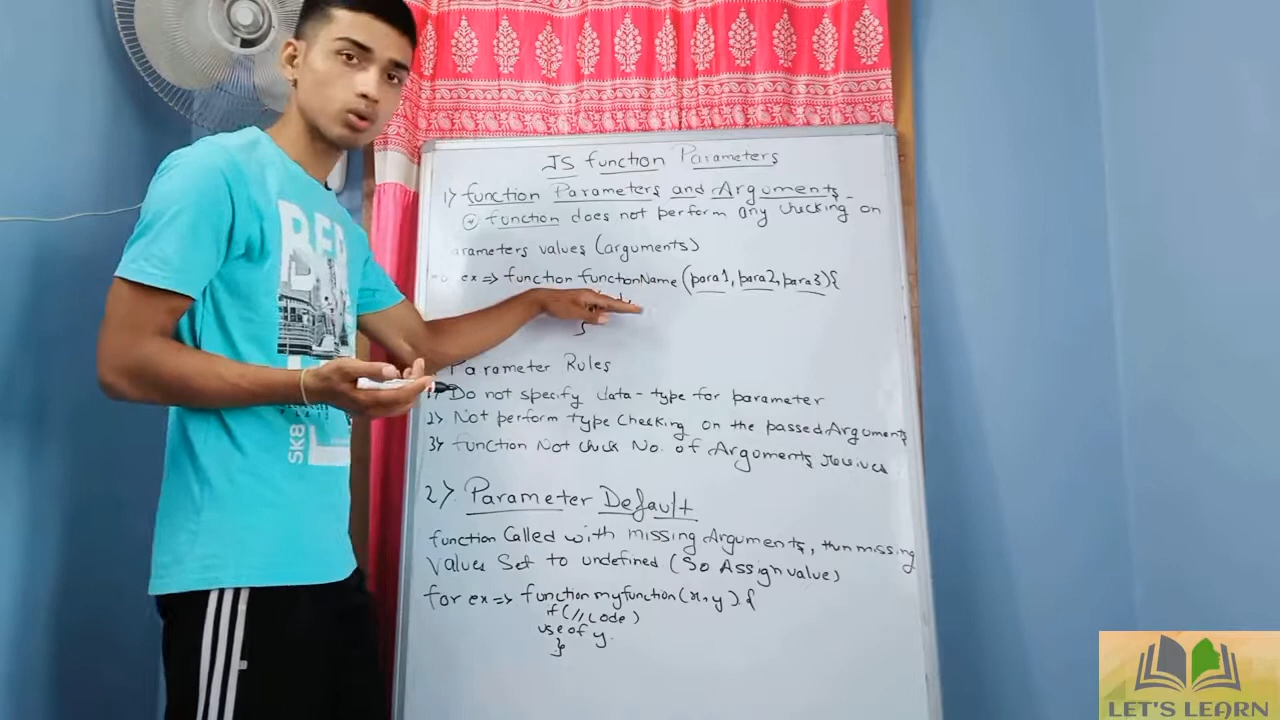 JS function Parameters
1) function Parameters and Arguments -
* function does not perform any checking on
arameters values (arguments)
ex => function functionName (para1, para2, para3){
}
Parameter Rules
1) Do not specify data-type for parameter
2) Not perform Type Checking on the passed Arguments
3) function Not check No. of Arguments receives
2) Parameter Default
function Called with missing Arguments, then missing
values Set to undefined (So Assign value)
for ex => function myfunction(x, y) {
if (//code)
use of y.
}
SK8
LET'S LEARN